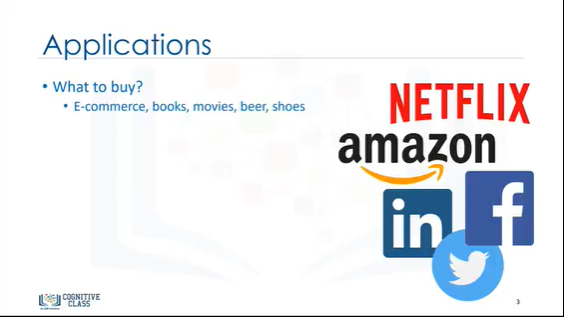 Applications
• What to buy?
• E-commerce, books, movies, beer, shoes
NETFLIX
amazon
in
f
COGNITIVE
CLASS
3